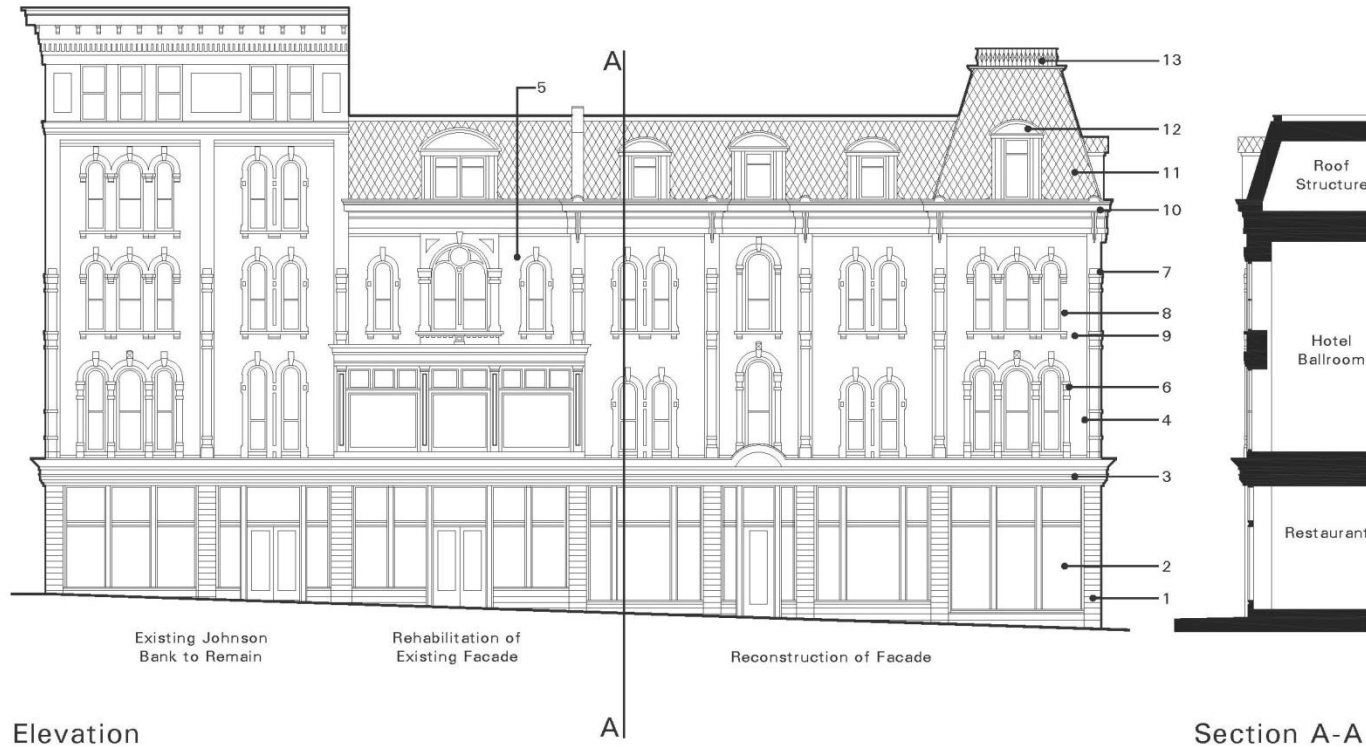 A
5
13
12
11
10
7
8
9
6
4
3
2
1
Roof
Structure
Hotel
Ballroom
Restaurant
Existing Johnson
Bank to Remain
Rehabilitation of
Existing Facade
Reconstruction of Facade
A
Elevation
Section A-A